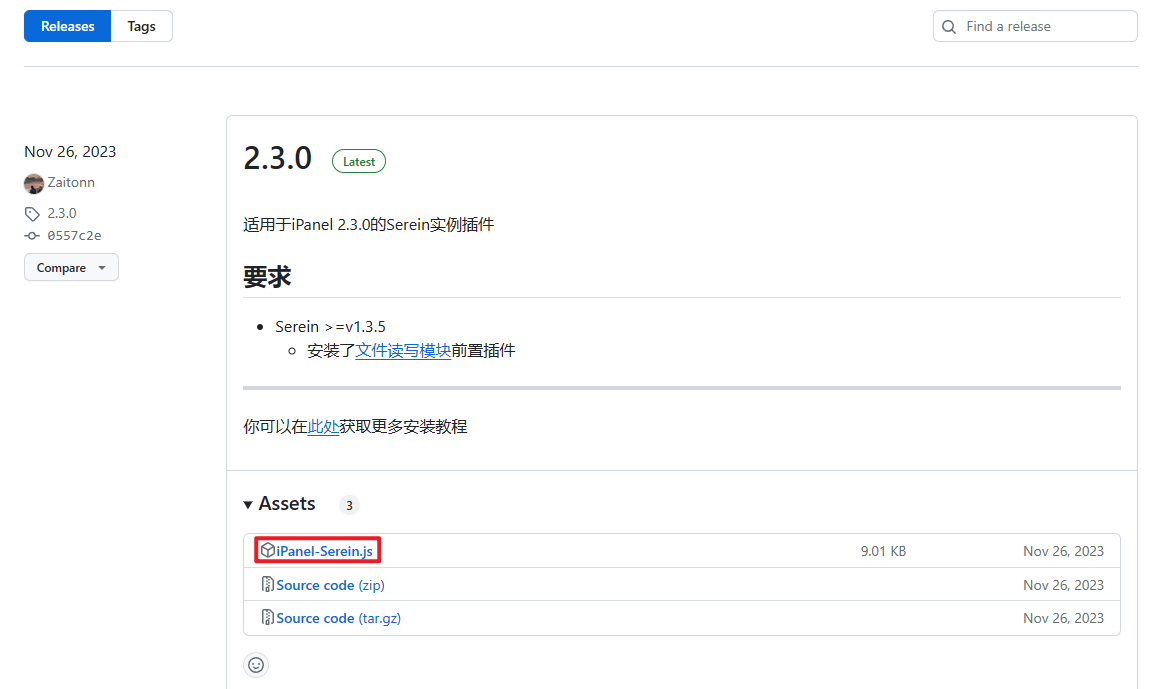 Releases
Tags
Find a release
Nov 26, 2023
Zaitonn
2.3.0
0557c2e
Compare
2.3.0
Latest
适用于iPanel 2.3.0的Serein实例插件
要求
Serein >=v1.3.5
安装了文件读写模块前置插件
你可以在此处获取更多安装教程
Assets 3
iPanel-Serein.js 9.01 KB Nov 26, 2023
Source code (zip) Nov 26, 2023
Source code (tar.gz) Nov 26, 2023